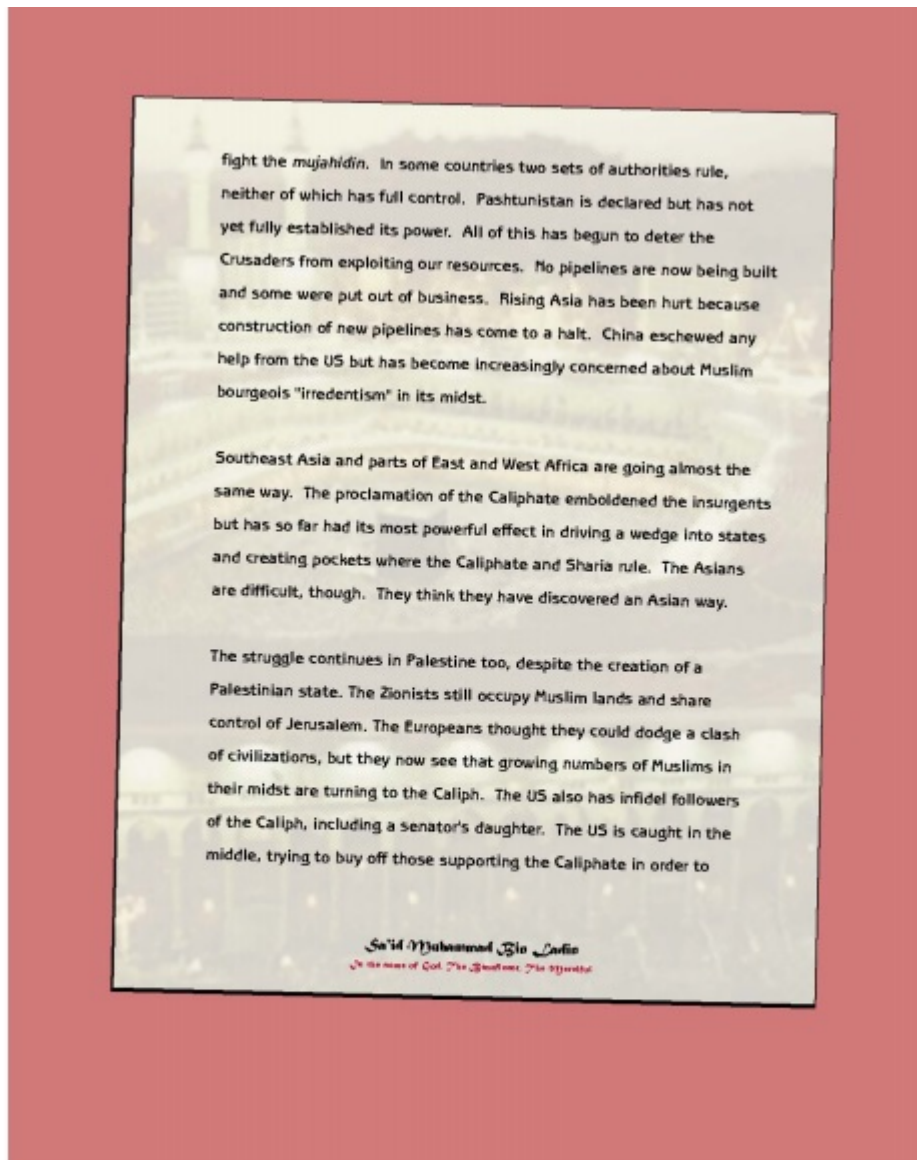 fight the mujahidin. In some countries two sets of authorities rule,
neither of which has full control. Pashtunistan is declared but has not
yet fully established its power. All of this has begun to deter the
Crusaders from exploiting our resources. No pipelines are now being built
and some were put out of business. Rising Asia has been hurt because
construction of new pipelines has come to a halt. China eschewed any
help from the US but has become increasingly concerned about Muslim
bourgeois "irredentism" in its midst.
Southeast Asia and parts of East and West Africa are going almost the
same way. The proclamation of the Caliphate emboldened the insurgents
but has so far had its most powerful effect in driving a wedge into states
and creating pockets where the Caliphate and Sharia rule. The Asians
are difficult, though. They think they have discovered an Asian way.
The struggle continues in Palestine too, despite the creation of a
Palestinian state. The Zionists still occupy Muslim lands and share
control of Jerusalem. The Europeans thought they could dodge a clash
of civilizations, but they now see that growing numbers of Muslims in
their midst are turning to the Caliph. The US also has infidel followers
of the Caliph, including a senator's daughter. The US is caught in the
middle, trying to buy off those supporting the Caliphate in order to
Sa'id Muhammad Bin Ladin
In the name of God, The Beneficent, The Merciful